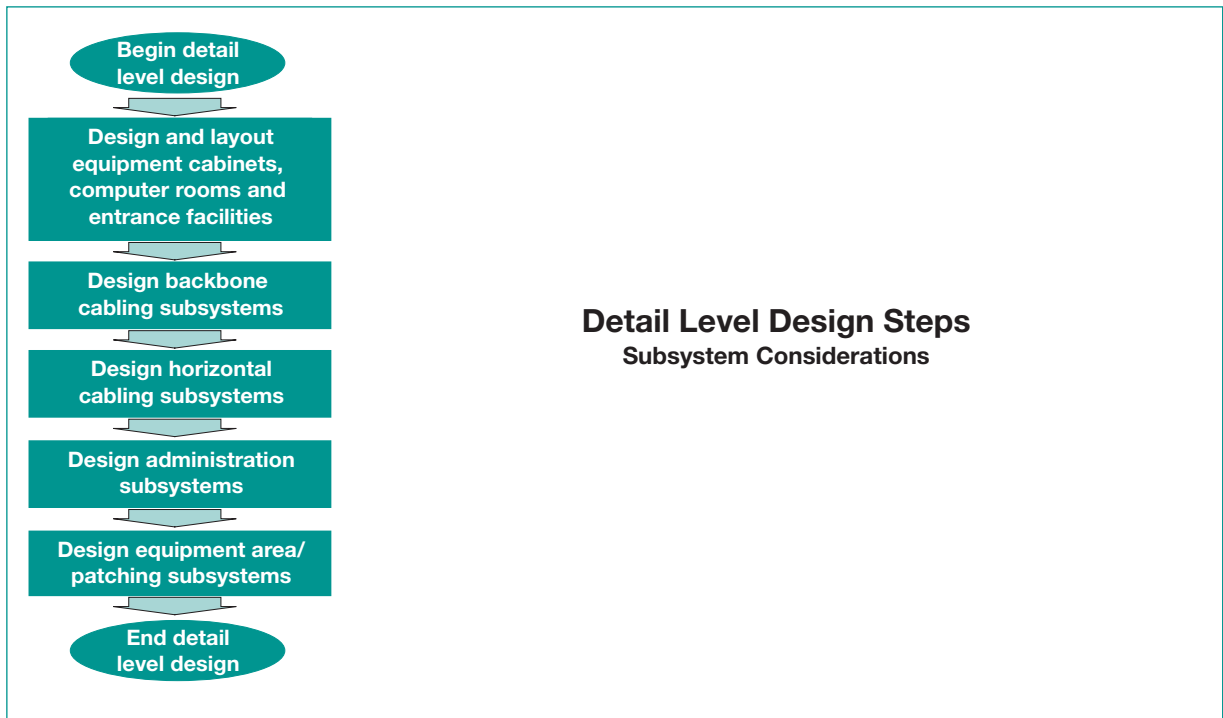 Begin detail
level design
Design and layout
equipment cabinets,
computer rooms and
entrance facilities
Design backbone
cabling subsystems
Design horizontal
cabling subsystems
Design administration
subsystems
Design equipment area/
patching subsystems
End detail
level design
Detail Level Design Steps
Subsystem Considerations